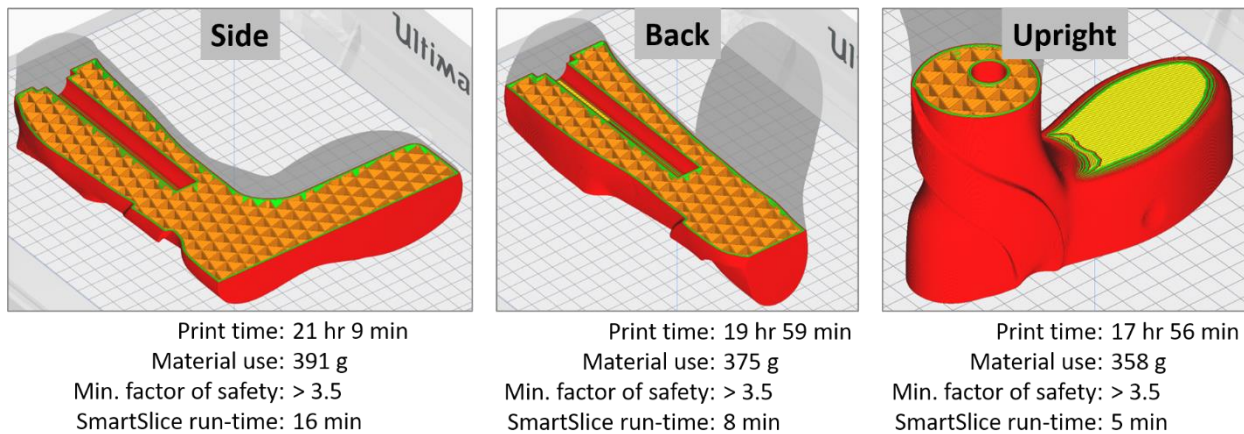 Side
Ultima
Back
Ul
Upright
Print time: 21 hr 9 min
Material use: 391 g
Min. factor of safety: > 3.5
SmartSlice run-time: 16 min
Print time: 19 hr 59 min
Material use: 375 g
Min. factor of safety: > 3.5
SmartSlice run-time: 8 min
Print time: 17 hr 56 min
Material use: 358 g
Min. factor of safety: > 3.5
SmartSlice run-time: 5 min